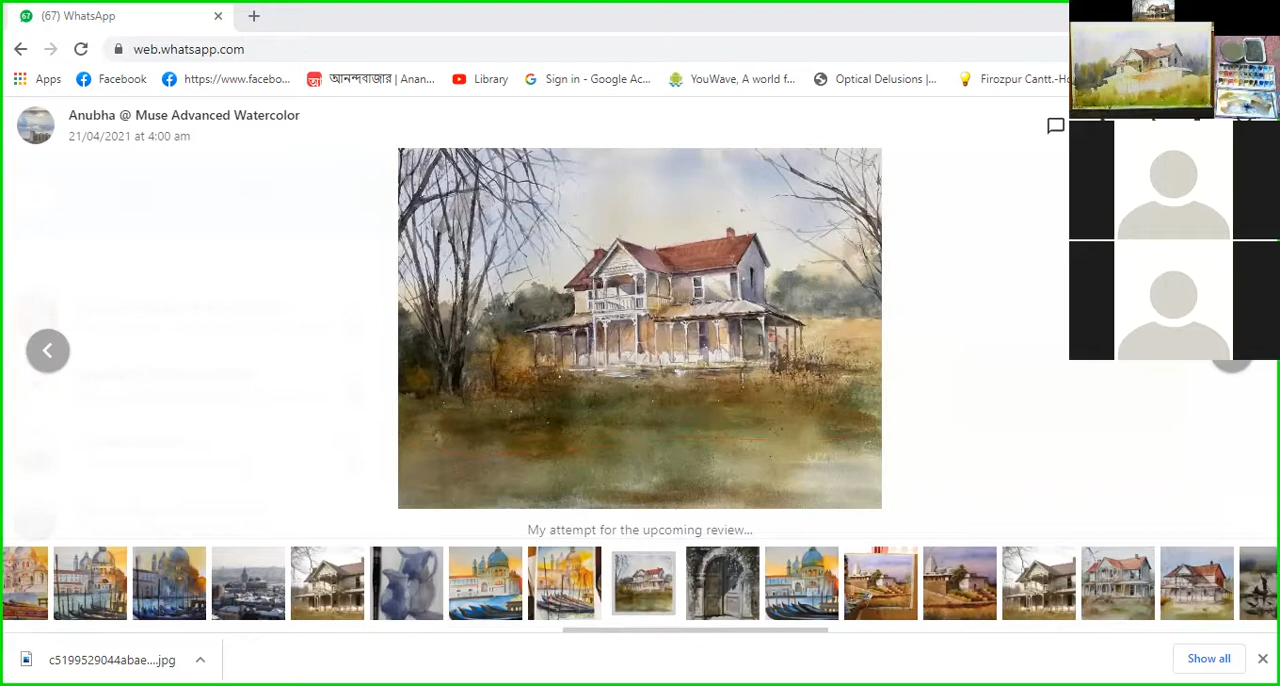 67 (67) WhatsApp
web.whatsapp.com
Apps Facebook https://www.facebo... আনন্দবাজার | Anan... Library Sign in - Google Ac... YouWave, A world f... Optical Delusions |... Firozpur Cantt.-Ho
Anubha @ Muse Advanced Watercolor
21/04/2021 at 4:00 am
My attempt for the upcoming review...
c5199529044abae....jpg
Show all